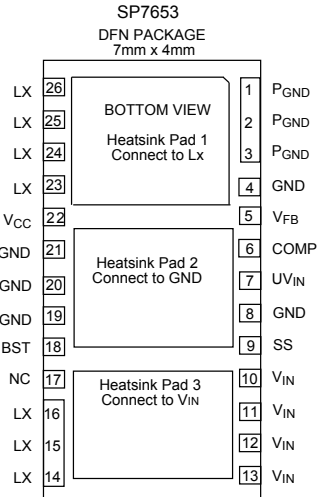 SP7653
DFN PACKAGE
7mm x 4mm
BOTTOM VIEW
Heatsink Pad 1
Connect to Lx
Heatsink Pad 2
Connect to GND
Heatsink Pad 3
Connect to VIN
LX 26
LX 25
LX 24
LX 23
VCC 22
GND 21
GND 20
GND 19
BST 18
NC 17
LX 16
LX 15
LX 14
1 PGND
2 PGND
3 PGND
4 GND
5 VFB
6 COMP
7 UVIN
8 GND
9 SS
10 VIN
11 VIN
12 VIN
13 VIN